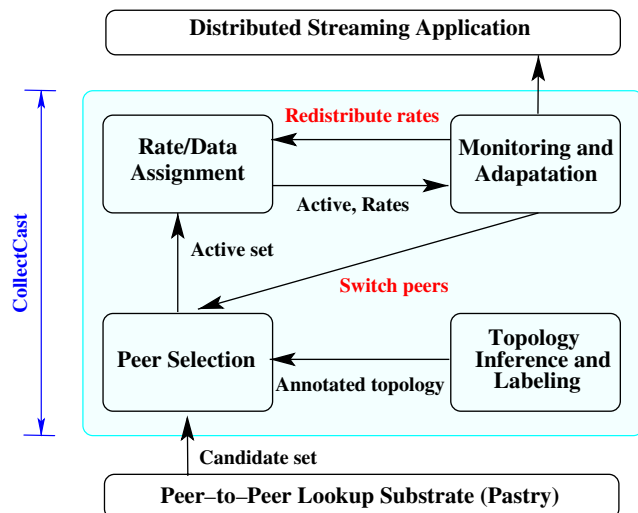 Distributed Streaming Application
CollectCast
Redistribute rates
Rate/Data
Assignment
Monitoring and
Adapatation
Active, Rates
Active set
Switch peers
Peer Selection
Topology
Inference and
Labeling
Annotated topology
Candidate set
Peer–to–Peer Lookup Substrate (Pastry)